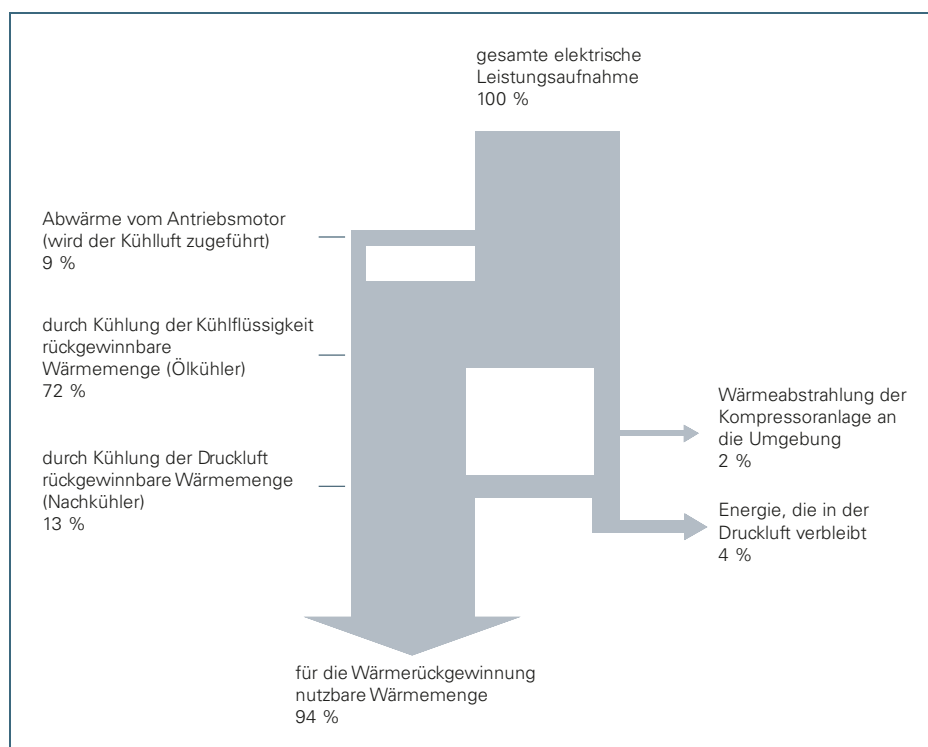 gesamte elektrische
Leistungsaufnahme
100 %
Abwärme vom Antriebsmotor
(wird der Kühlluft zugeführt)
9 %
durch Kühlung der Kühlflüssigkeit
rückgewinnbare
Wärmemenge (Ölkühler)
72 %
durch Kühlung der Druckluft
rückgewinnbare Wärmemenge
(Nachkühler)
13 %
Wärmeabstrahlung der
Kompressoranlage an
die Umgebung
2 %
Energie, die in der
Druckluft verbleibt
4 %
für die Wärmerückgewinnung
nutzbare Wärmemenge
94 %